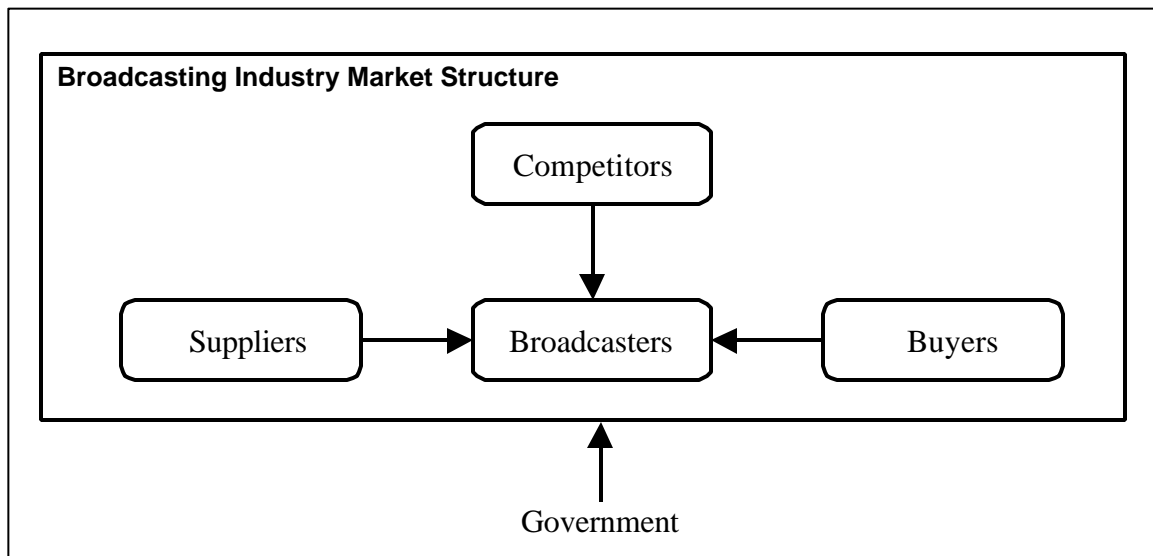 Broadcasting Industry Market Structure
Competitors
Suppliers
Broadcasters
Buyers
Government